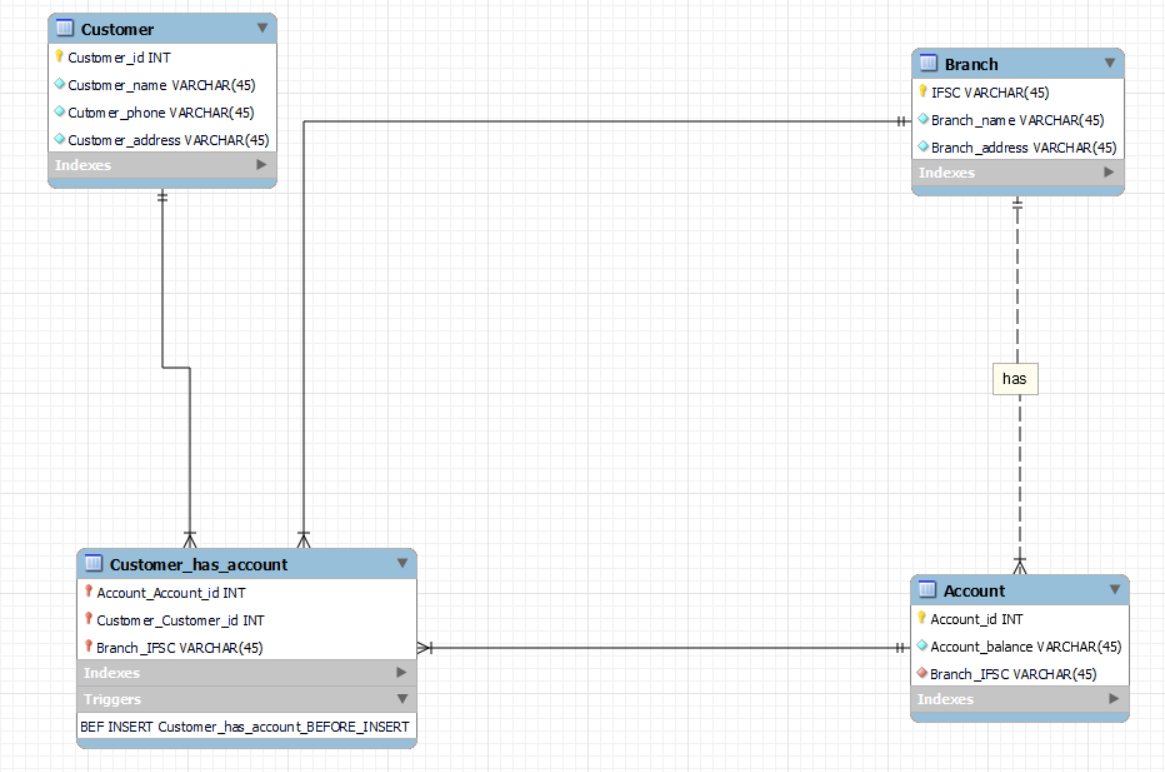 Customer
Customer_id INT
Customer_name VARCHAR(45)
Cutomer_phone VARCHAR(45)
Customer_address VARCHAR(45)
Indexes
Branch
IFSC VARCHAR(45)
Branch_name VARCHAR(45)
Branch_address VARCHAR(45)
Indexes
has
Customer_has_account
Account_Account_id INT
Customer_Customer_id INT
Branch_IFSC VARCHAR(45)
Indexes
Triggers
BEF INSERT Customer_has_account_BEFORE_INSERT
Account
Account_id INT
Account_balance VARCHAR(45)
Branch_IFSC VARCHAR(45)
Indexes